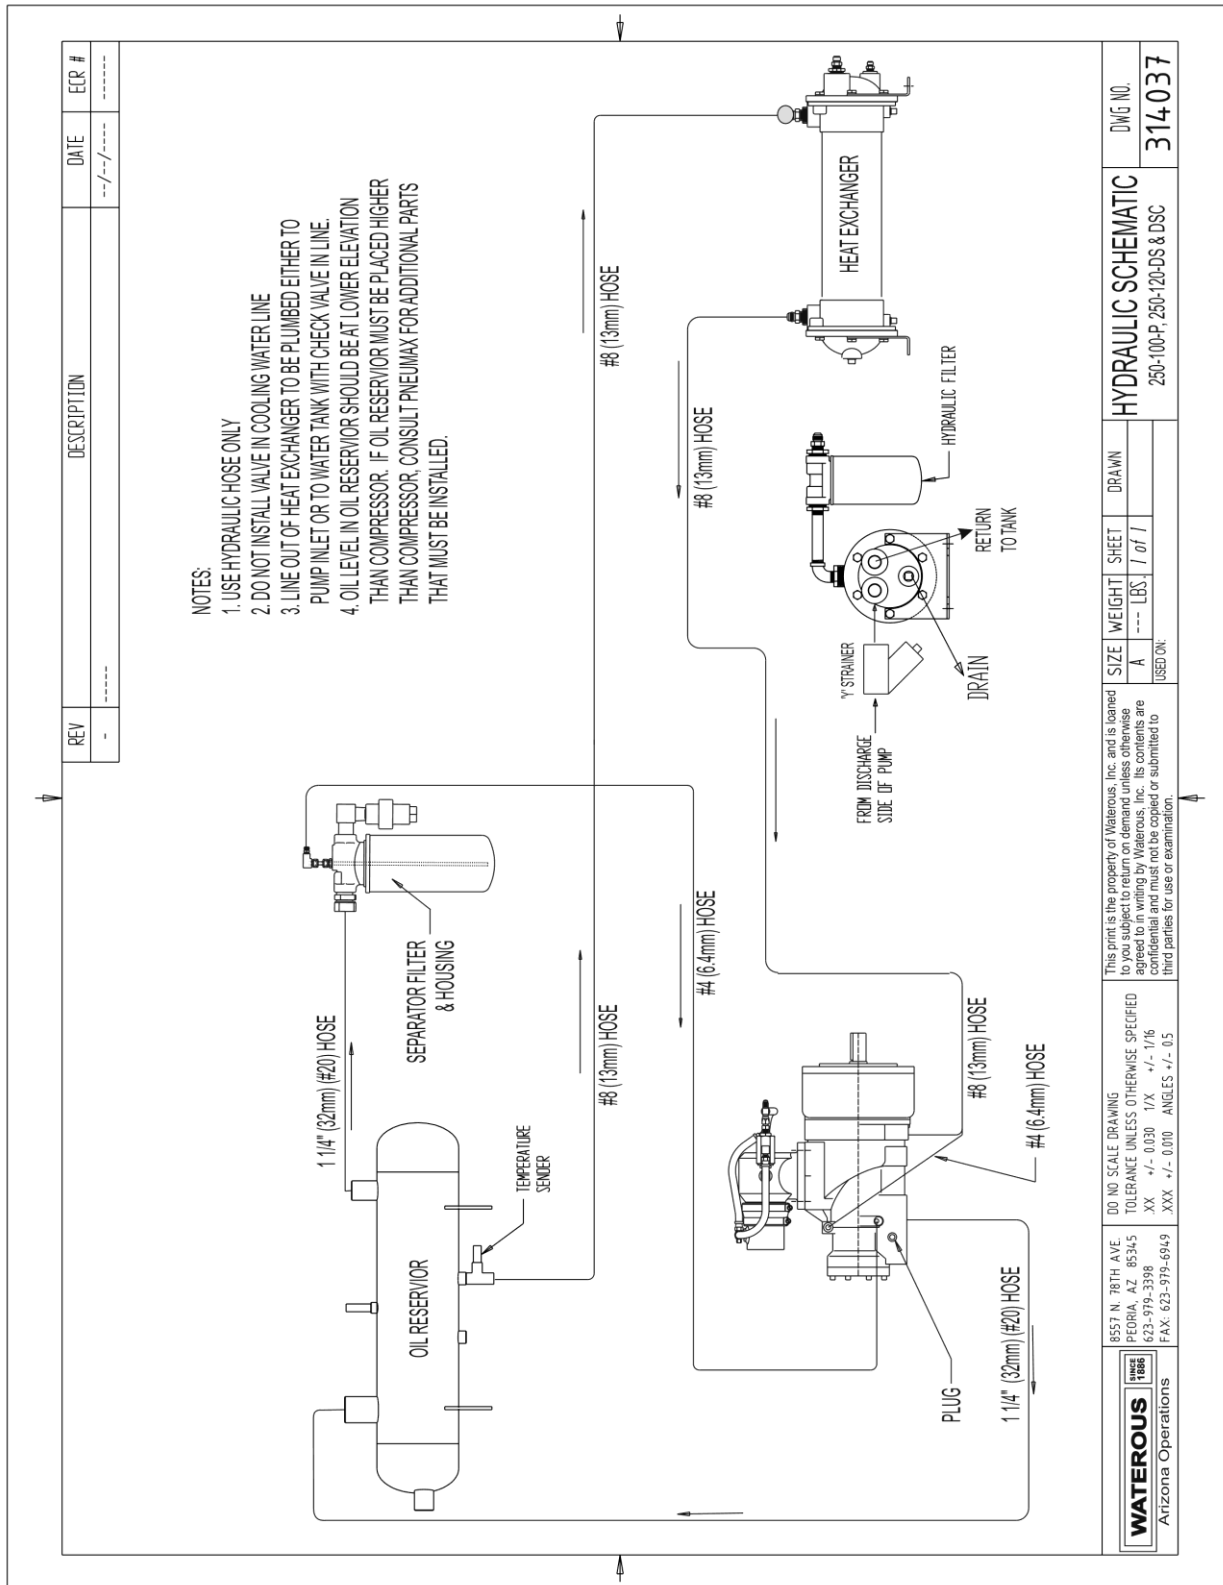 REV
DESCRIPTION
DATE
ECR #
-
-----
--/--/----
-----
NOTES:
1. USE HYDRAULIC HOSE ONLY
2. DO NOT INSTALL VALVE IN COOLING WATER LINE
3. LINE OUT OF HEAT EXCHANGER TO BE PLUMBED EITHER TO
PUMP INLET OR TO WATER TANK WITH CHECK VALVE IN LINE.
4. OIL LEVEL IN OIL RESERVIOR SHOULD BE AT LOWER ELEVATION
THAN COMPRESSOR. IF OIL RESERVIOR MUST BE PLACED HIGHER
THAN COMPRESSOR, CONSULT PNEUMAX FOR ADDITIONAL PARTS
THAT MUST BE INSTALLED.
1 1/4" (32mm) (#20) HOSE
SEPARATOR FILTER
& HOUSING
OIL RESERVIOR
TEMPERATURE
SENDER
#8 (13mm) HOSE
#8 (13mm) HOSE
#4 (6.4mm) HOSE
#8 (13mm) HOSE
HEAT EXCHANGER
HYDRAULIC FILTER
RETURN
TO TANK
'Y' STRAINER
DRAIN
FROM DISCHARGE
SIDE OF PUMP
#8 (13mm) HOSE
#4 (6.4mm) HOSE
PLUG
1 1/4" (32mm) (#20) HOSE
WATEROUS
SINCE
1886
Arizona Operations
8557 N. 78TH AVE.
PEORIA, AZ 85345
623-979-3398
FAX: 623-979-6949
DO NO SCALE DRAWING
TOLERANCE UNLESS OTHERWISE SPECIFIED
.XX +/- 0.030 1/X +/- 1/16
.XXX +/- 0.010 ANGLES +/- 0.5
This print is the property of Waterous, Inc. and is loaned
to you subject to return on demand unless otherwise
agreed to in writing by Waterous, Inc. Its contents are
confidential and must not be copied or submitted to
third parties for use or examination.
SIZE
WEIGHT
SHEET
DRAWN
A
--- LBS.
1 of 1
USED ON:
HYDRAULIC SCHEMATIC
250-100-P, 250-120-DS & DSC
DWG NO.
314037